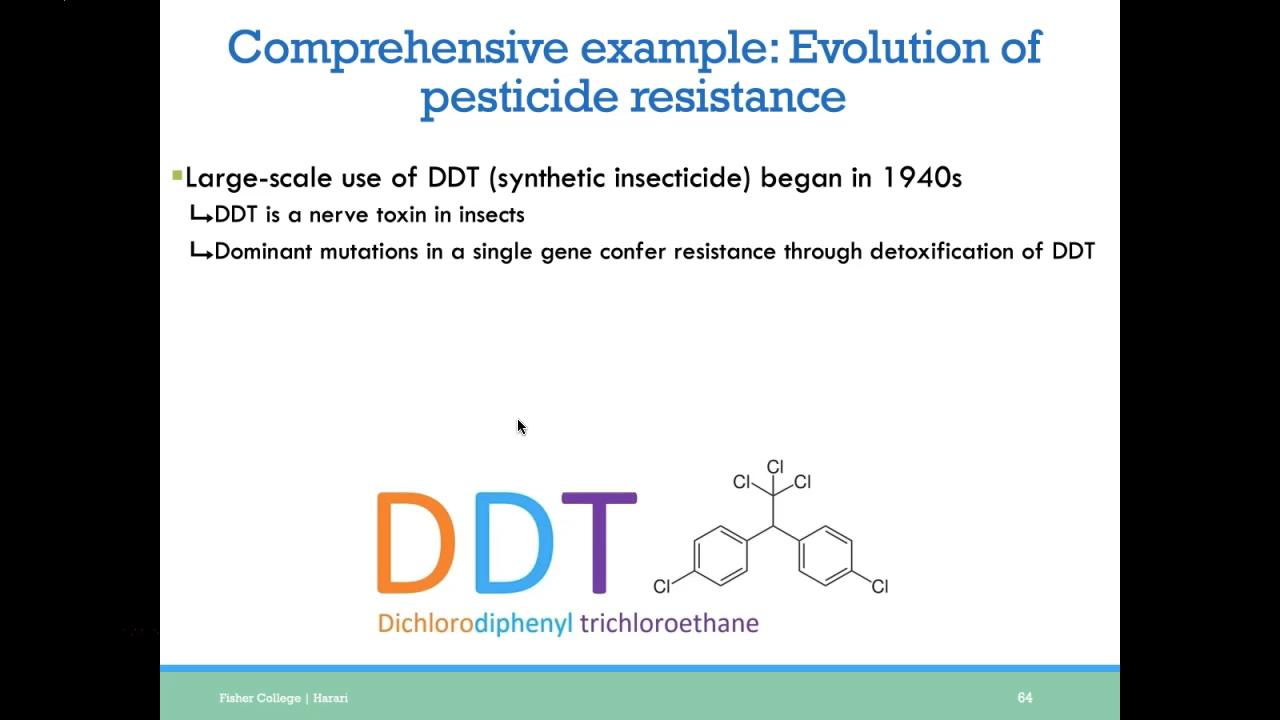 Comprehensive example: Evolution of
pesticide resistance
Large-scale use of DDT (synthetic insecticide) began in 1940s
DDT is a nerve toxin in insects
Dominant mutations in a single gene confer resistance through detoxification of DDT
DDT
Dichlorodiphenyl trichloroethane
Cl
Cl Cl
Cl Cl
Fisher College | Harari 64